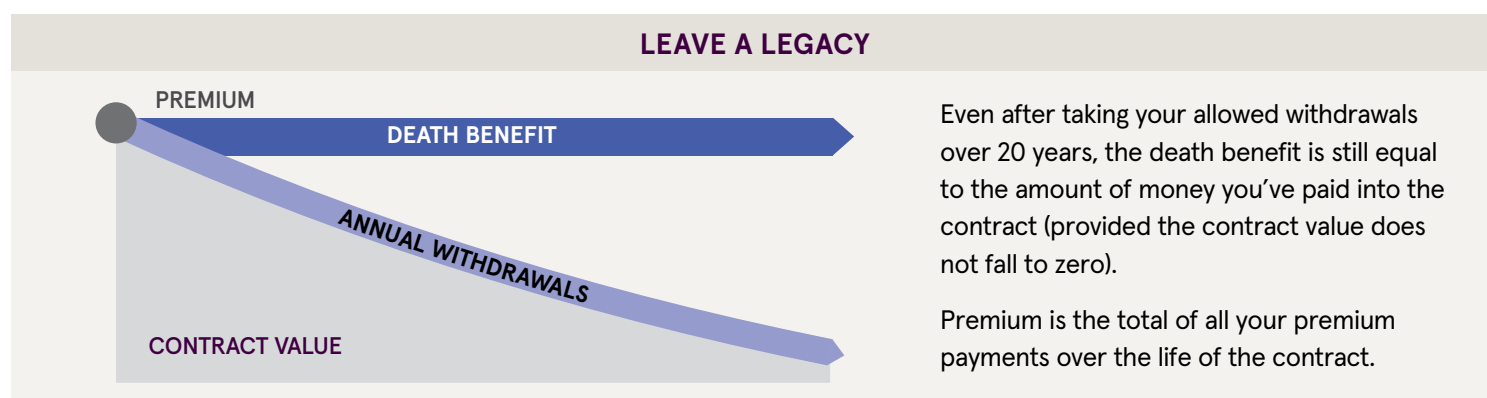 LEAVE A LEGACY
PREMIUM
DEATH BENEFIT
ANNUAL WITHDRAWALS
CONTRACT VALUE
Even after taking your allowed withdrawals
over 20 years, the death benefit is still equal
to the amount of money you’ve paid into the
contract (provided the contract value does
not fall to zero).
Premium is the total of all your premium
payments over the life of the contract.